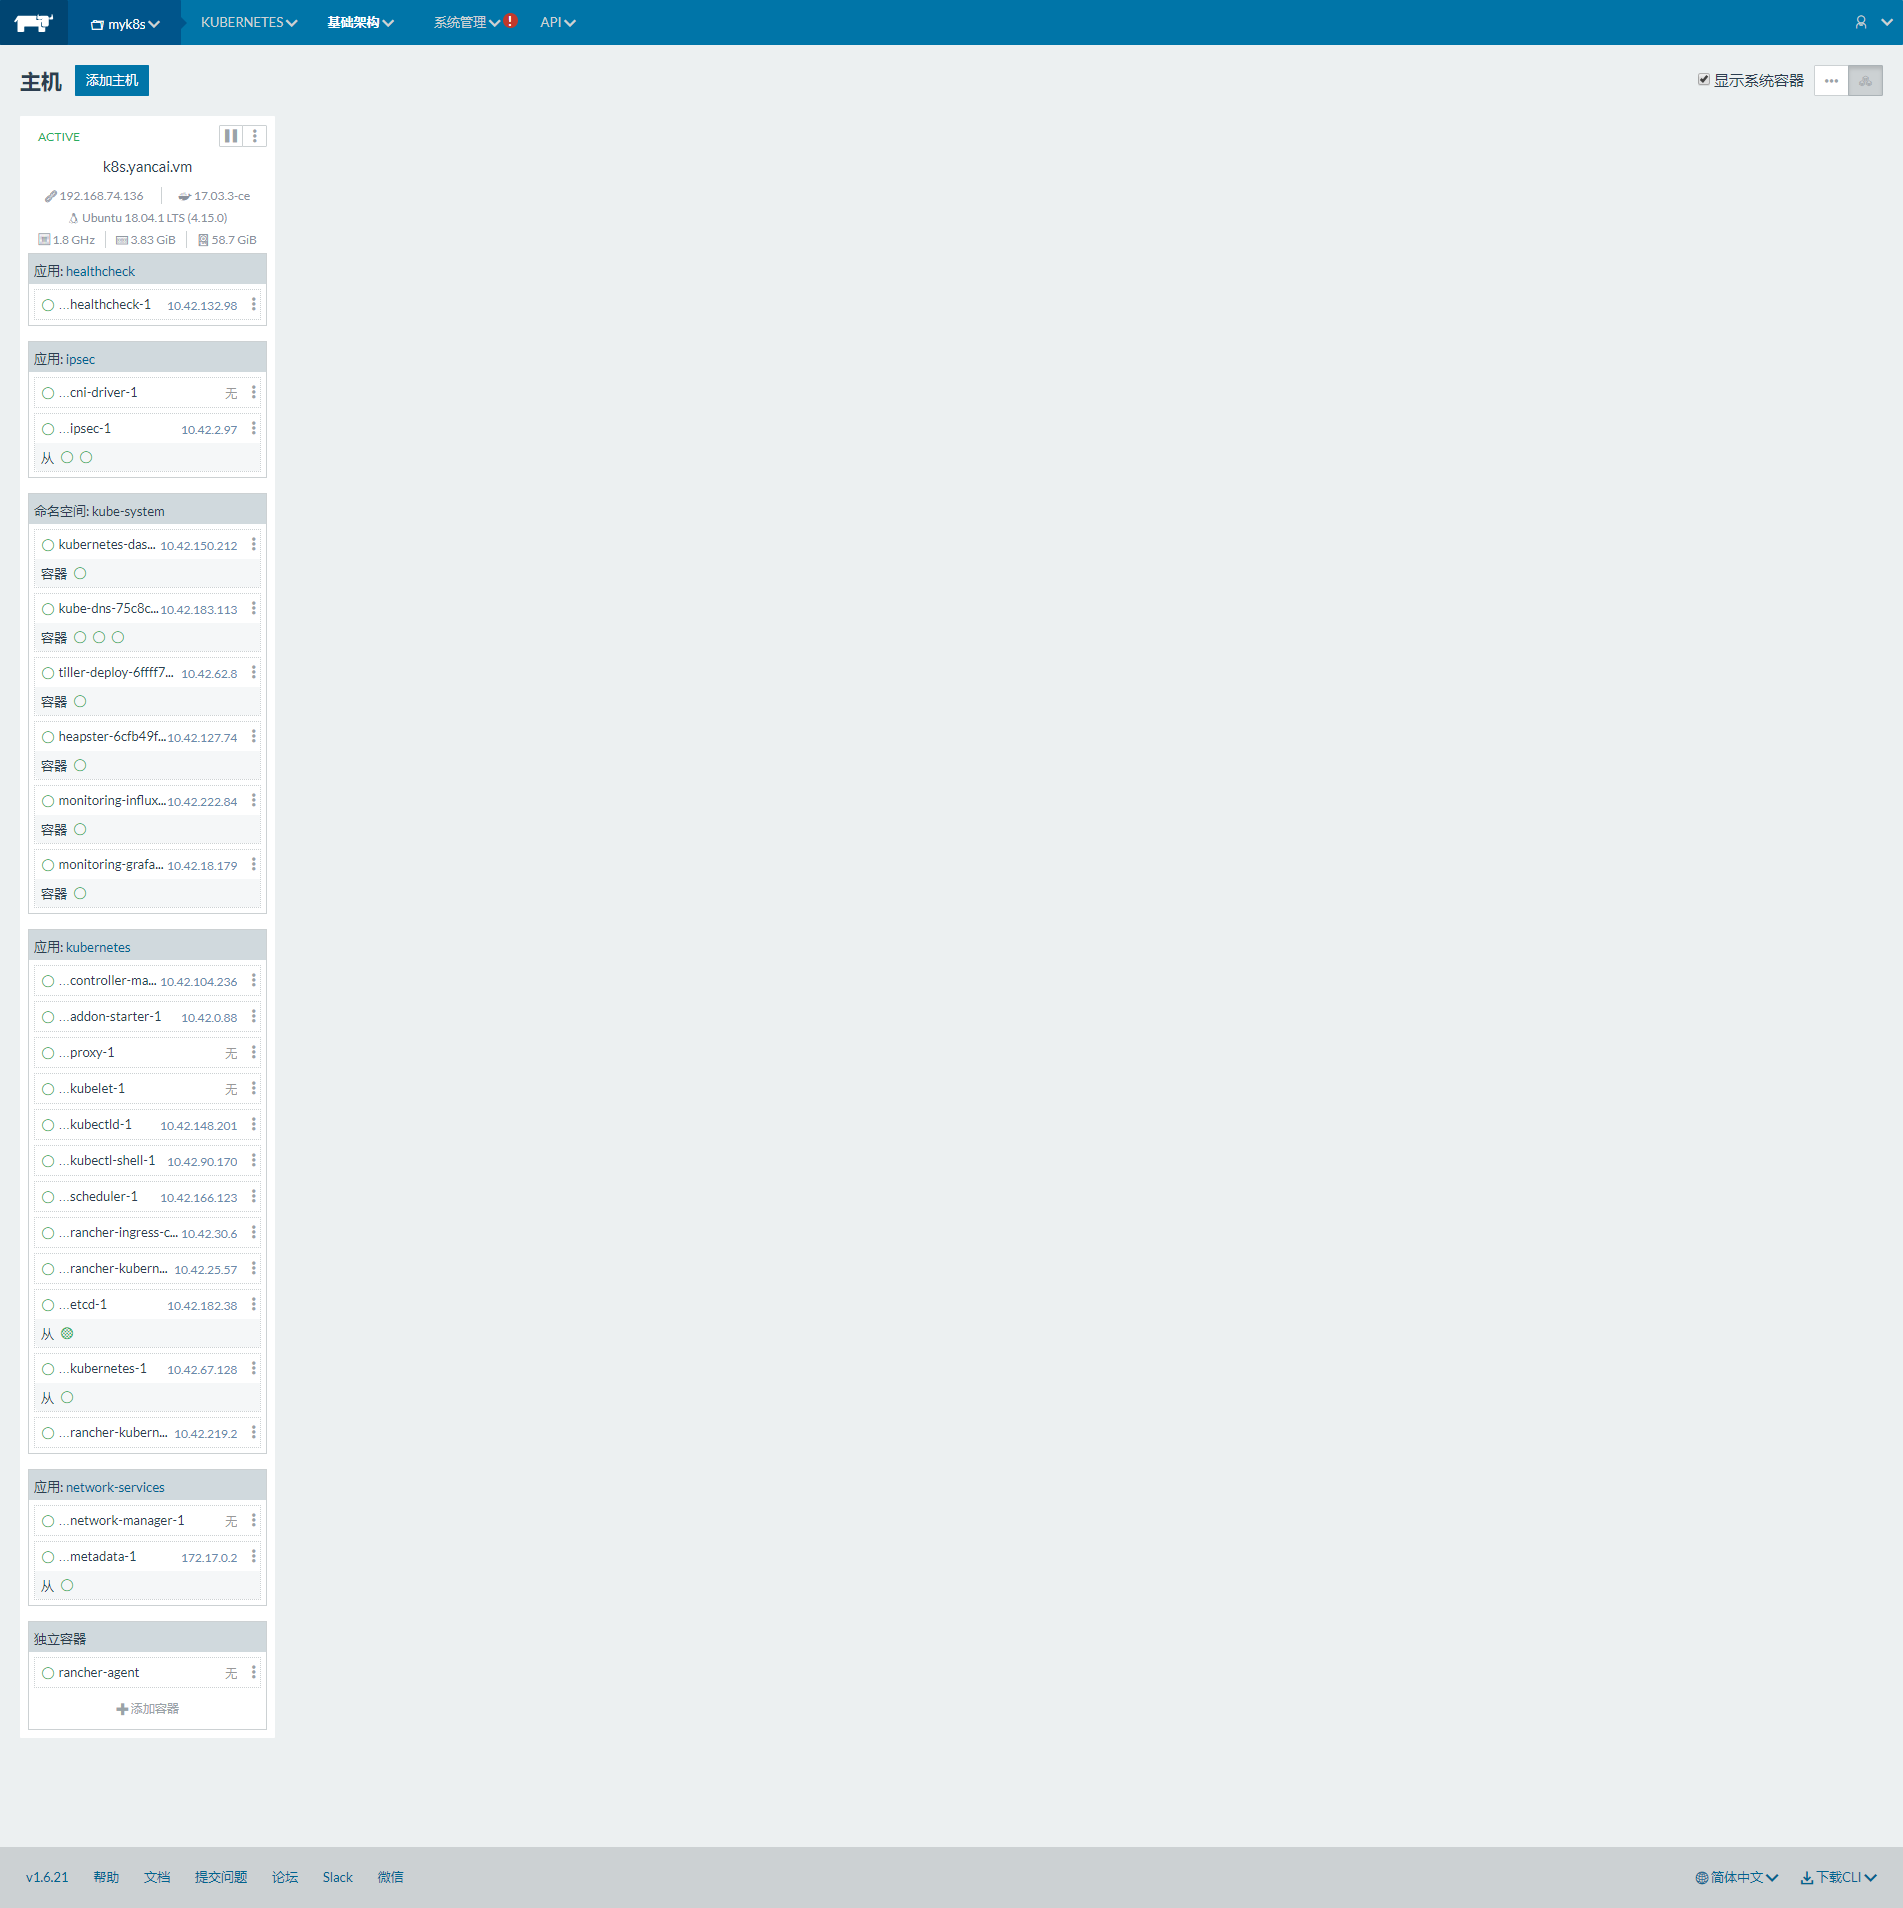 myk8s KUBERNETES 基础架构 系统管理 ! API
主机 添加主机 显示系统容器
ACTIVE
k8s.yancai.vm
192.168.74.136 17.03.3-ce
Ubuntu 18.04.1 LTS (4.15.0)
1.8 GHz 3.83 GiB 58.7 GiB
应用: healthcheck
...healthcheck-1 10.42.132.98
应用: ipsec
...cni-driver-1 无
...ipsec-1 10.42.2.97
从
命名空间: kube-system
kubernetes-das... 10.42.150.212
容器
kube-dns-75c8c... 10.42.183.113
容器
tiller-deploy-6ffff7... 10.42.62.8
容器
heapster-6cfb49f... 10.42.127.74
容器
monitoring-influx... 10.42.222.84
容器
monitoring-grafa... 10.42.18.179
容器
应用: kubernetes
...controller-ma... 10.42.104.236
...addon-starter-1 10.42.0.88
...proxy-1 无
...kubelet-1 无
...kubectld-1 10.42.148.201
...kubectl-shell-1 10.42.90.170
...scheduler-1 10.42.166.123
...rancher-ingress-c... 10.42.30.6
...rancher-kubern... 10.42.25.57
...etcd-1 10.42.182.38
从
...kubernetes-1 10.42.67.128
从
...rancher-kubern... 10.42.219.2
应用: network-services
...network-manager-1 无
...metadata-1 172.17.0.2
从
独立容器
rancher-agent 无
添加容器
v1.6.21 帮助 文档 提交问题 论坛 Slack 微信 简体中文 下载CLI